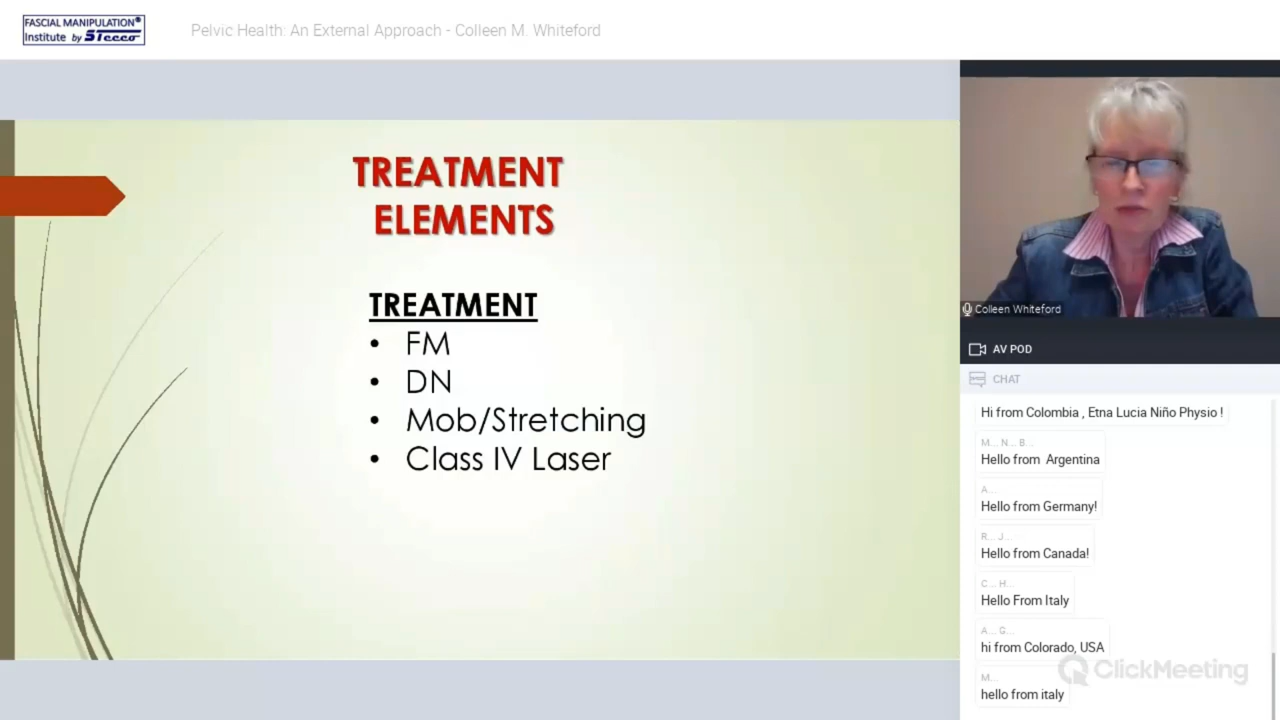 FASCIAL MANIPULATION®
Institute by Stecco
Pelvic Health: An External Approach - Colleen M. Whiteford
TREATMENT
ELEMENTS
TREATMENT
• FM
• DN
• Mob/Stretching
• Class IV Laser
Colleen Whiteford
AV POD
CHAT
Hi from Colombia , Etna Lucia Niño Physio !
M... N... B...
Hello from Argentina
A...
Hello from Germany!
R... J...
Hello from Canada!
C... H...
Hello From Italy
A... G...
hi from Colorado, USA
M...
hello from italy
ClickMeeting